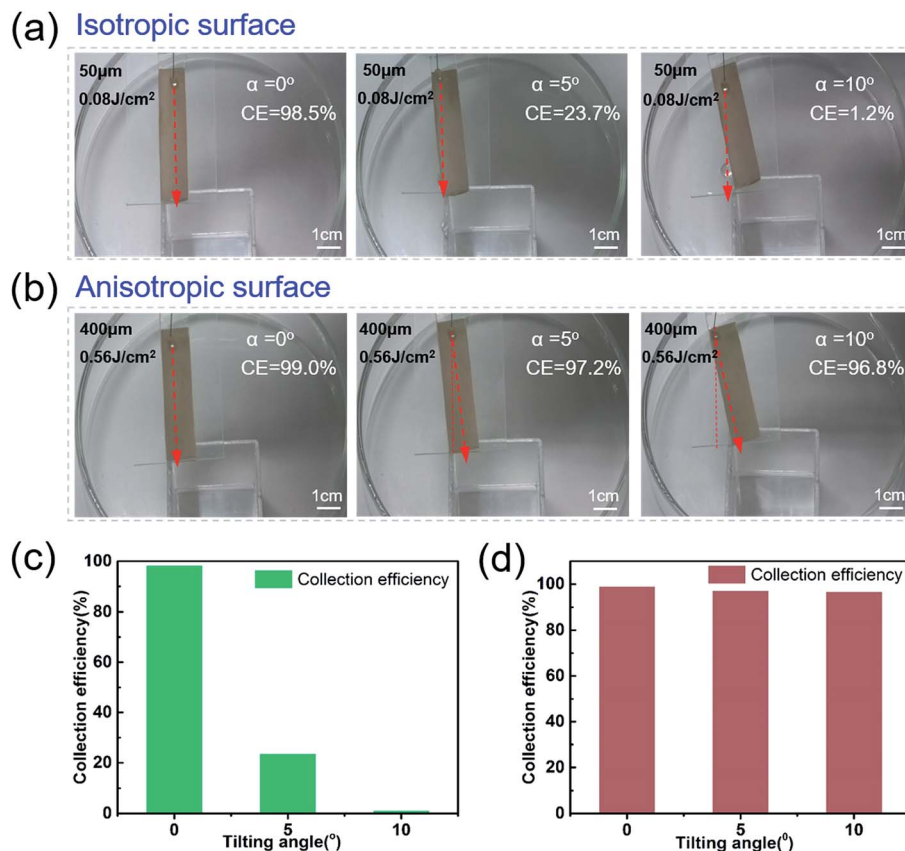 (a) Isotropic surface
50μm
0.08J/cm²
α =0°
CE=98.5%
1cm
50μm
0.08J/cm²
α =5°
CE=23.7%
1cm
50μm
0.08J/cm²
α =10°
CE=1.2%
1cm
(b) Anisotropic surface
400μm
0.56J/cm²
α =0°
CE=99.0%
1cm
400μm
0.56J/cm²
α =5°
CE=97.2%
1cm
400μm
0.56J/cm²
α =10°
CE=96.8%
1cm
(c)
Collection efficiency
Collection efficiency(%)
100
80
60
40
20
0
0 5 10
Tilting angle(°)
(d)
Collection efficiency
Collection efficiency(%)
100
80
60
40
20
0
0 5 10
Tilting angle(⁰)